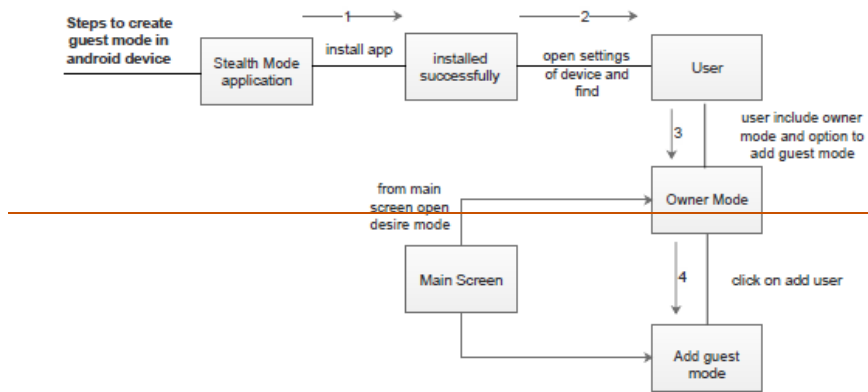 Steps to create
guest mode in
android device
1
2
Stealth Mode
application
install app
installed
successfully
open settings
of device and
find
User
3
user include owner
mode and option to
add guest mode
from main
screen open
desire mode
Owner Mode
Main Screen
4
click on add user
Add guest
mode